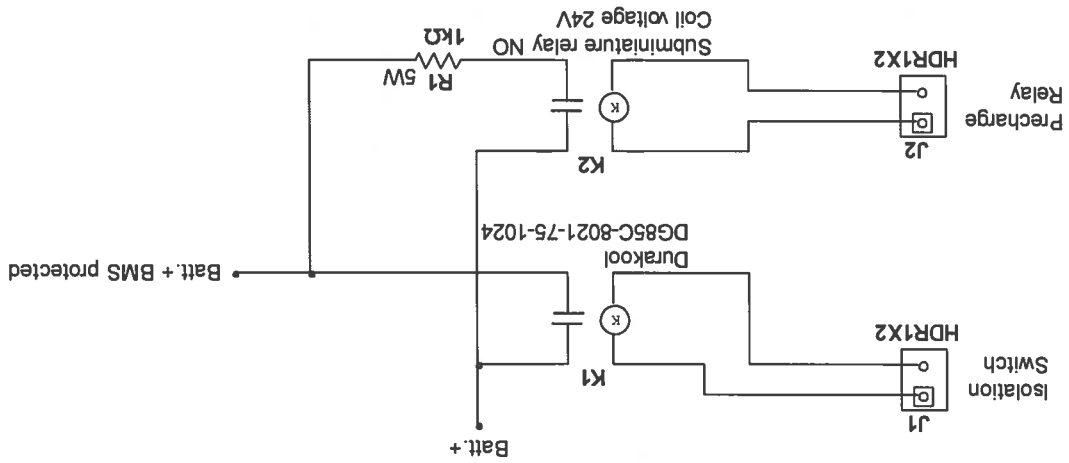 Batt.+
J1
Isolation
Switch
HDR1X2
K1
K
Durakool
DG85C-8021-75-1024
Batt.+ BMS protected
J2
Precharge
Relay
HDR1X2
K2
K
R1
5W
1kΩ
Subminiature relay NO
Coil voltage 24V